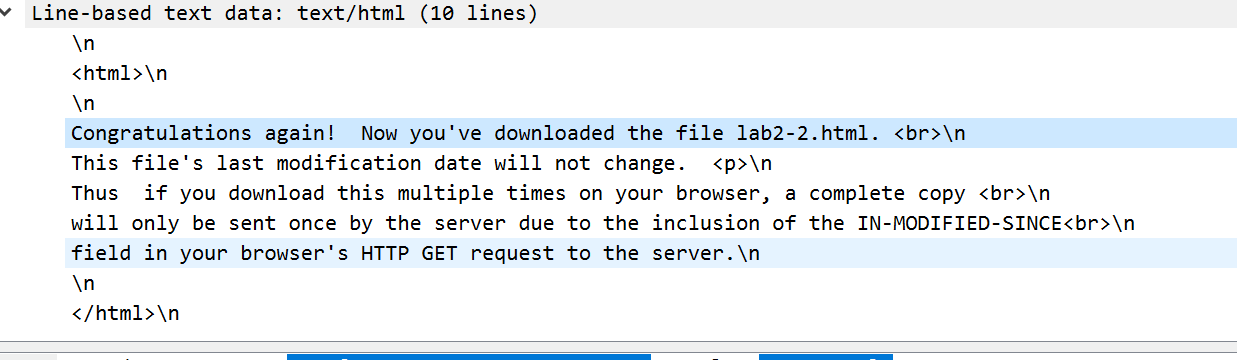 Line-based text data: text/html (10 lines)
\n
<html>\n
\n
Congratulations again!  Now you've downloaded the file lab2-2.html. <br>\n
This file's last modification date will not change.  <p>\n
Thus  if you download this multiple times on your browser, a complete copy <br>\n
will only be sent once by the server due to the inclusion of the IN-MODIFIED-SINCE<br>\n
field in your browser's HTTP GET request to the server.\n
\n
</html>\n